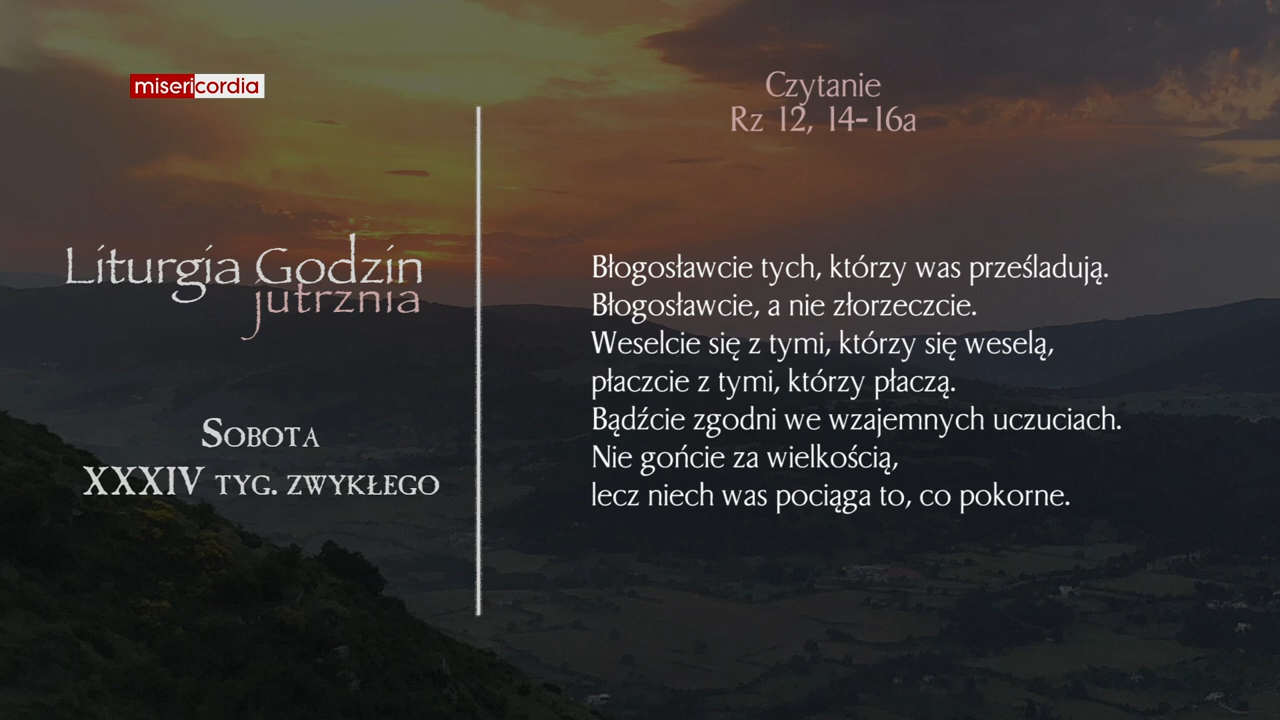 misericordia
Liturgia Godzin
jutrznia
Sobota
XXXIV tyg. zwykłego
Czytanie
Rz 12, 14-16a
Błogosławcie tych, którzy was prześladują.
Błogosławcie, a nie złorzeczcie.
Weselcie się z tymi, którzy się weselą,
płaczcie z tymi, którzy płaczą.
Bądźcie zgodni we wzajemnych uczuciach.
Nie gońcie za wielkością,
lecz niech was pociąga to, co pokorne.